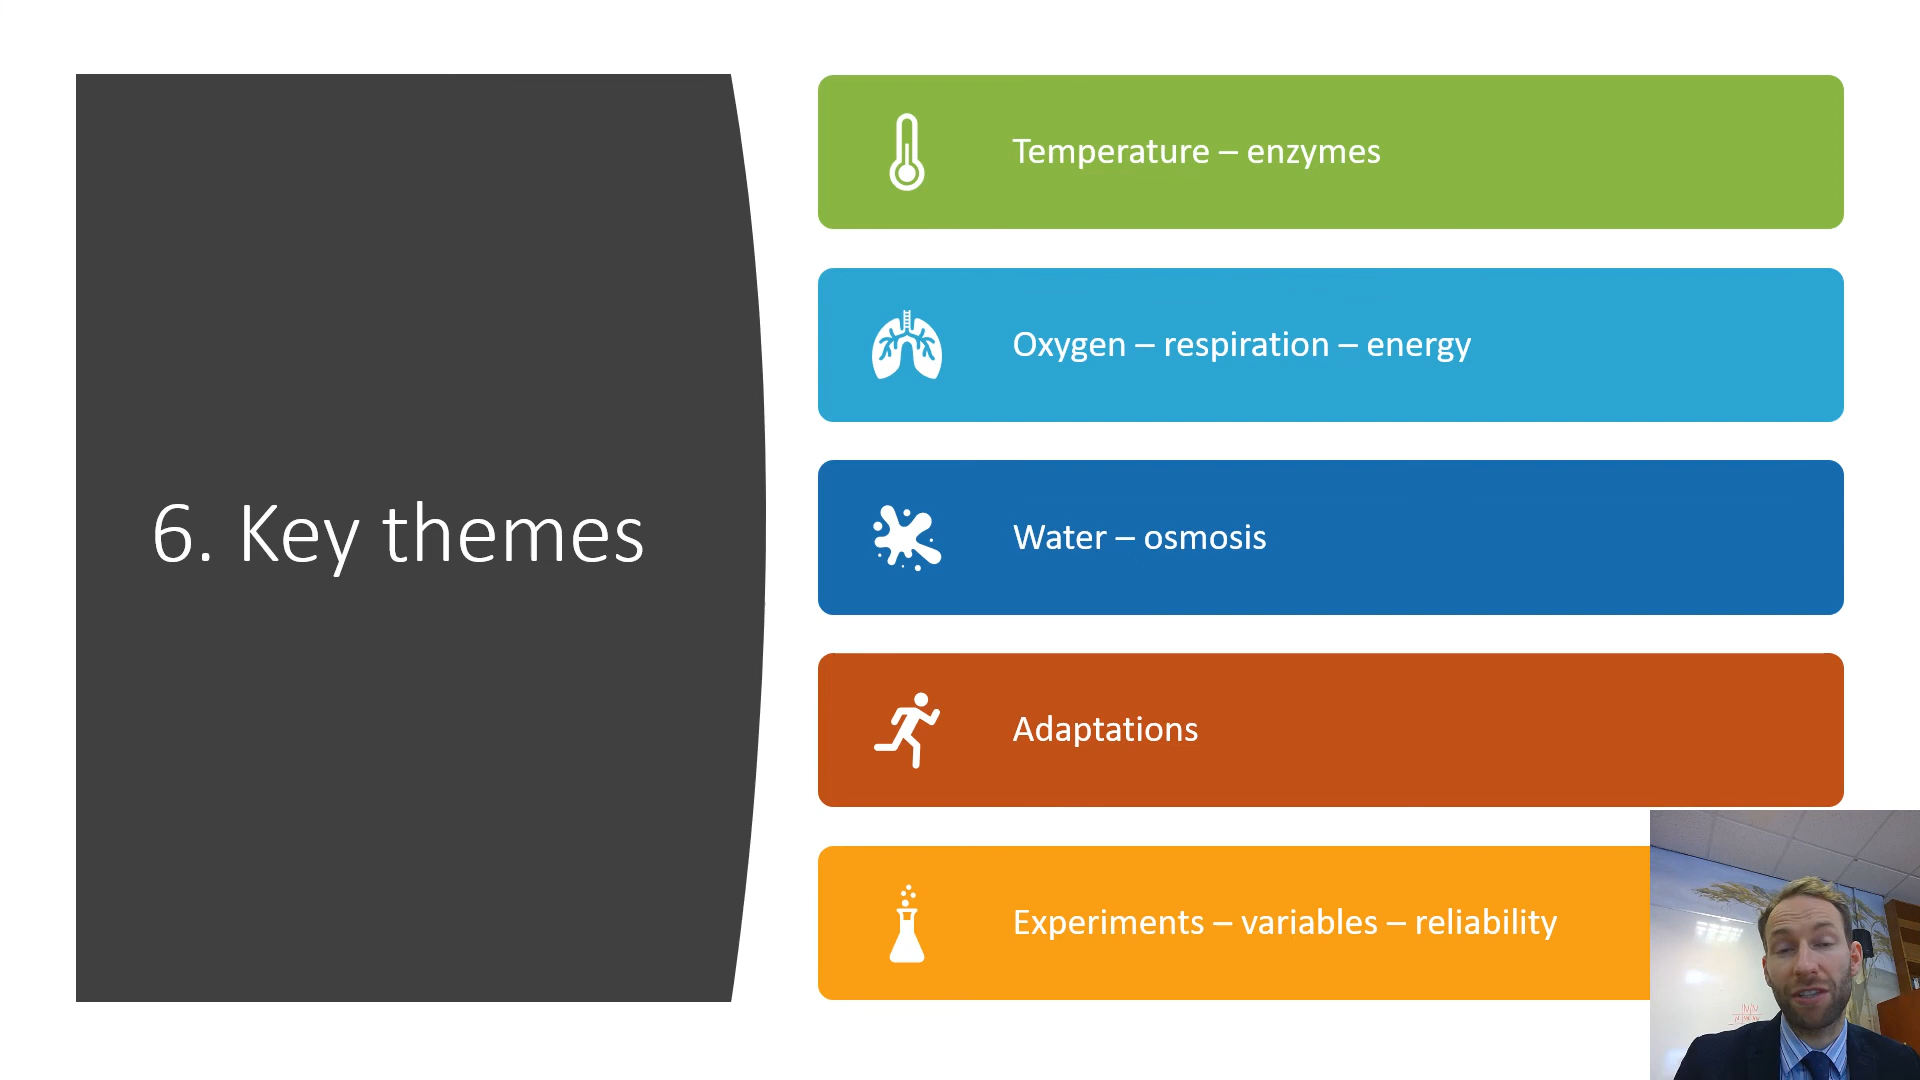 6. Key themes
Temperature – enzymes
Oxygen – respiration – energy
Water – osmosis
Adaptations
Experiments – variables – reliability